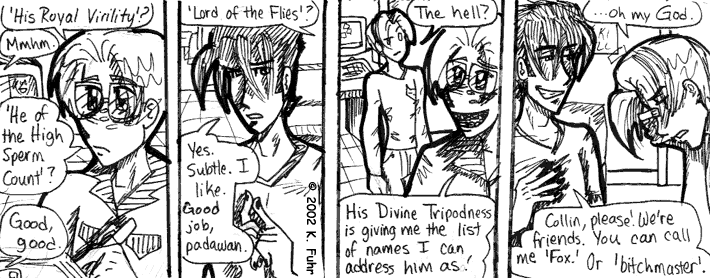 'His Royal Virility'?
Mmhm.
'He of
the High
Sperm
Count'?
Good,
good.
'Lord of the Flies'?
Yes.
Subtle. I
like.
Good
job,
padawan.
© 2002 K. Fuhr
The hell?
His Divine Tripodness
is giving me the list
of names I can
address him as.
...oh my God.
Collin, please! We're
friends. You can call
me 'Fox.'
Or 'bitchmaster'.